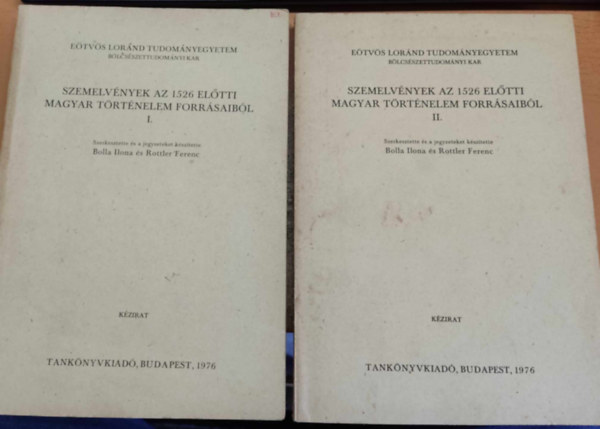 EÖTVÖS LORÁND TUDOMÁNYEGYETEM
BÖLCSÉSZETTUDOMÁNYI KAR
SZEMELVÉNYEK AZ 1526 ELŐTTI
MAGYAR TÖRTÉNELEM FORRÁSAIBÓL
I.
Szerkesztette és a jegyzeteket készítette
Bolla Ilona és Rottler Ferenc
KÉZIRAT
TANKÖNYVKIADÓ, BUDAPEST, 1976
EÖTVÖS LORÁND TUDOMÁNYEGYETEM
BÖLCSÉSZETTUDOMÁNYI KAR
SZEMELVÉNYEK AZ 1526 ELŐTTI
MAGYAR TÖRTÉNELEM FORRÁSAIBÓL
II.
Szerkesztette és a jegyzeteket készítette
Bolla Ilona és Rottler Ferenc
KÉZIRAT
TANKÖNYVKIADÓ, BUDAPEST, 1976